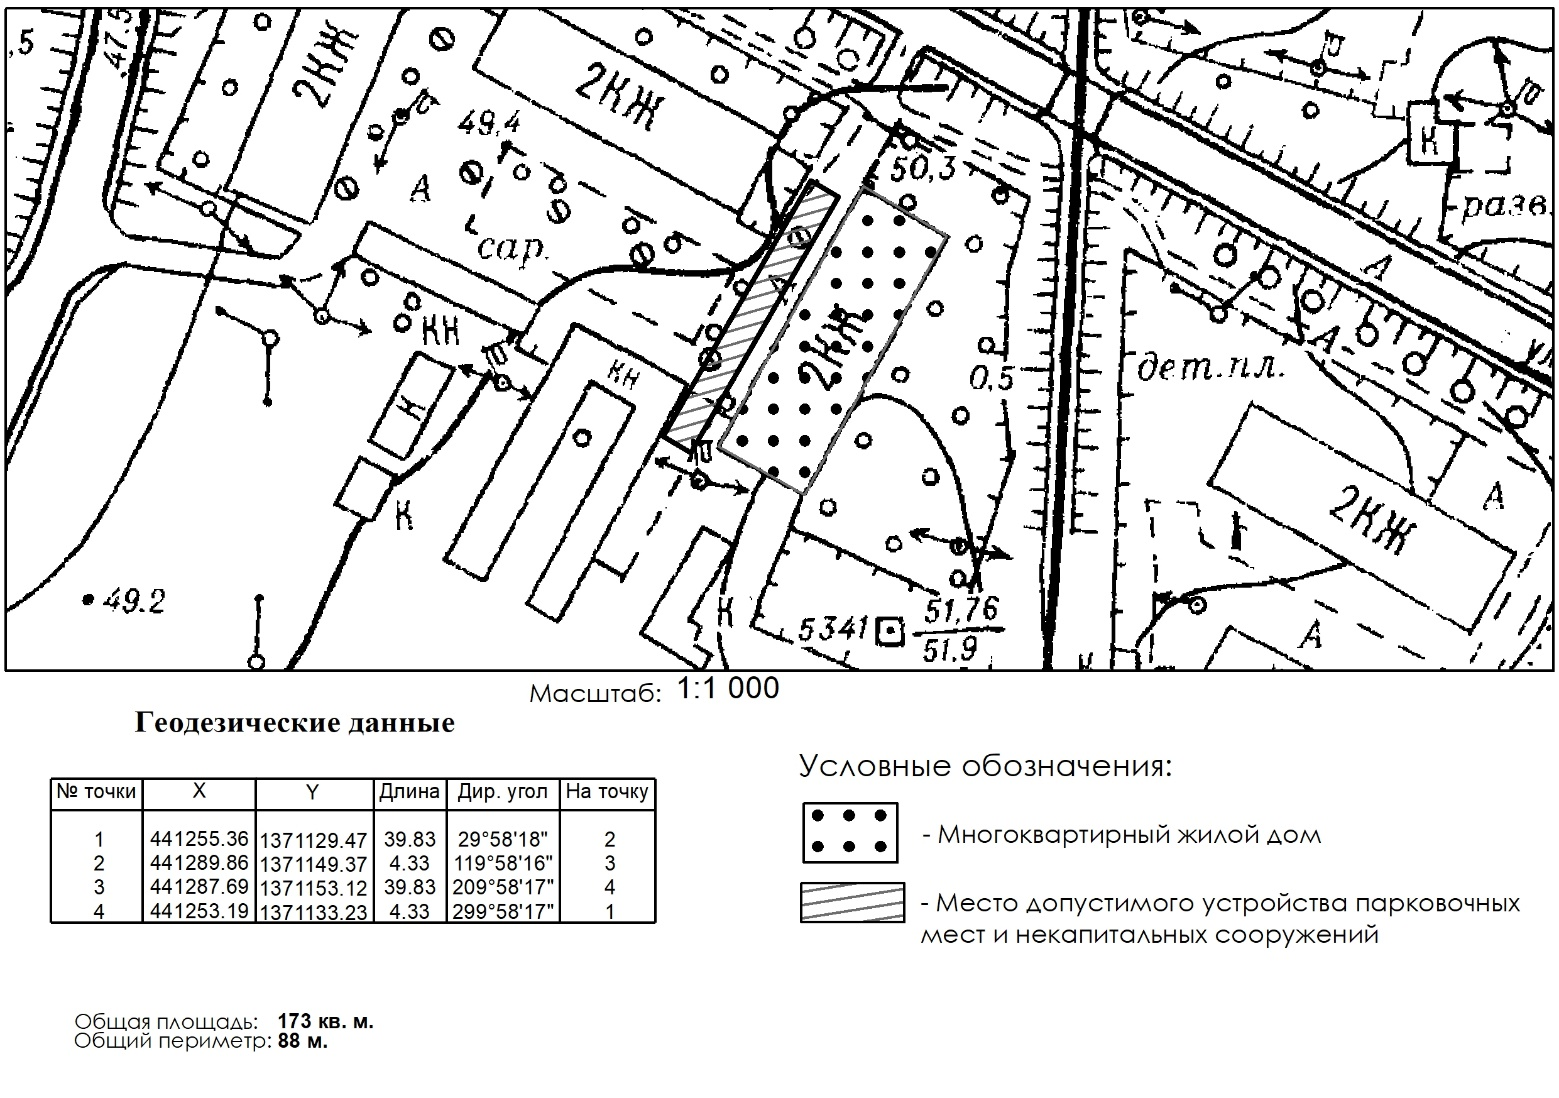 ,5
47.5
2КЖ
2КЖ
49,4
А
сар.
50,3
2КЖ
К
разв.
А
А
ул
дет.пл.
0,5
КН
КН
К
К
49.2
К
5341
51,76
51.9
2КЖ
А
А
К
Масштаб: 1:1 000
Геодезические данные
№ точки X Y Длина Дир. угол На точку
1 441255.36 1371129.47 39.83 29°58'18" 2
2 441289.86 1371149.37 4.33 119°58'16" 3
3 441287.69 1371153.12 39.83 209°58'17" 4
4 441253.19 1371133.23 4.33 299°58'17" 1
Условные обозначения:
- Многоквартирный жилой дом
- Место допустимого устройства парковочных
мест и некапитальных сооружений
Общая площадь: 173 кв. м.
Общий периметр: 88 м.